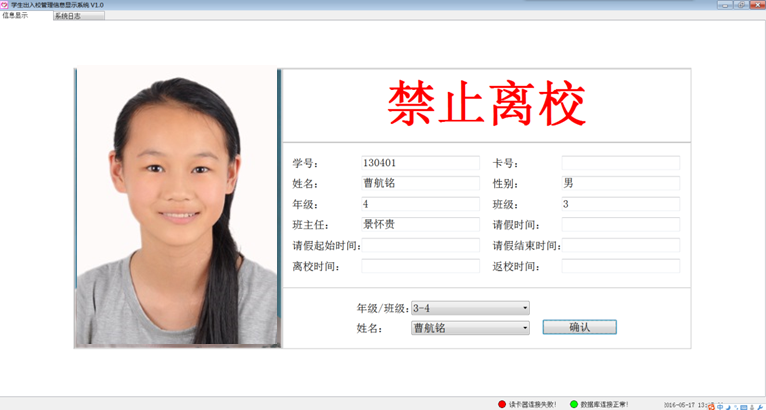 学生出入校管理信息显示系统 V1.0
信息显示 系统日志
禁止离校
学号： 130401 卡号：
姓名： 曹航铭 性别： 男
年级： 4 班级： 3
班主任： 景怀贵 请假时间：
请假起始时间： 请假结束时间：
离校时间： 返校时间：
年级/班级： 3-4
姓名： 曹航铭 确认
读卡器连接失败！ 数据库连接正常！ 2016-05-17